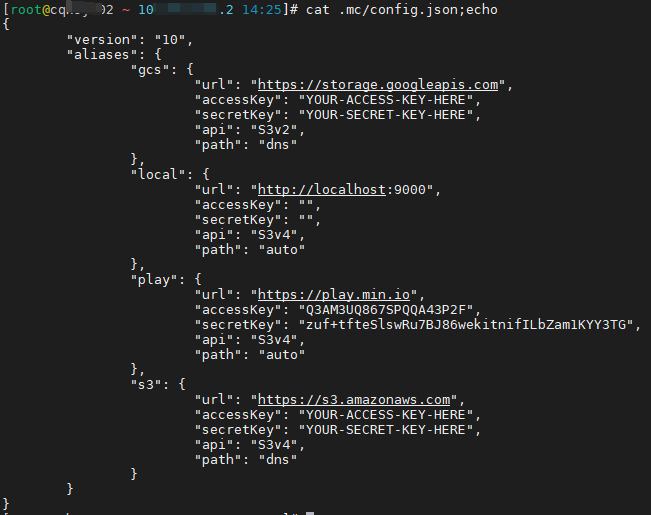 [root@cq 02 ~ 10 .2 14:25]# cat .mc/config.json;echo
{
        "version": "10",
        "aliases": {
                "gcs": {
                        "url": "https://storage.googleapis.com",
                        "accessKey": "YOUR-ACCESS-KEY-HERE",
                        "secretKey": "YOUR-SECRET-KEY-HERE",
                        "api": "S3v2",
                        "path": "dns"
                },
                "local": {
                        "url": "http://localhost:9000",
                        "accessKey": "",
                        "secretKey": "",
                        "api": "S3v4",
                        "path": "auto"
                },
                "play": {
                        "url": "https://play.min.io",
                        "accessKey": "Q3AM3UQ867SPQQA43P2F",
                        "secretKey": "zuf+tfteSlswRu7BJ86wekitnifILbZam1KYY3TG",
                        "api": "S3v4",
                        "path": "auto"
                },
                "s3": {
                        "url": "https://s3.amazonaws.com",
                        "accessKey": "YOUR-ACCESS-KEY-HERE",
                        "secretKey": "YOUR-SECRET-KEY-HERE",
                        "api": "S3v4",
                        "path": "dns"
                }
        }
}